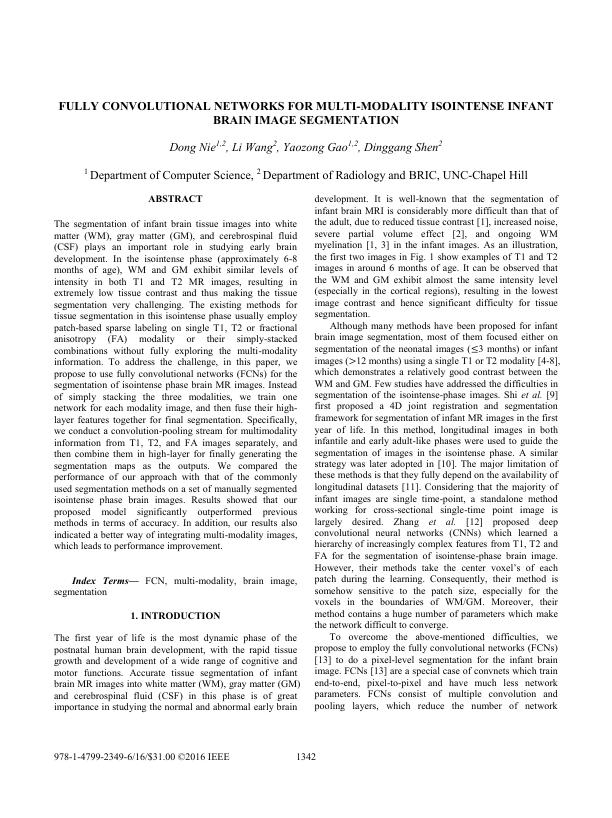 FULLY CONVOLUTIONAL NETWORKS FOR MULTI-MODALITY ISOINTENSE INFANT
BRAIN IMAGE SEGMENTATION
Dong Nie1,2, Li Wang2, Yaozong Gao1,2, Dinggang Shen2
1 Department of Computer Science, 2 Department of Radiology and BRIC, UNC-Chapel Hill
ABSTRACT
The segmentation of infant brain tissue images into white
matter (WM), gray matter (GM), and cerebrospinal fluid
(CSF) plays an important role in studying early brain
development. In the isointense phase (approximately 6-8
months of age), WM and GM exhibit similar levels of
intensity in both T1 and T2 MR images, resulting in
extremely low tissue contrast and thus making the tissue
segmentation very challenging. The existing methods for
tissue segmentation in this isointense phase usually employ
patch-based sparse labeling on single T1, T2 or fractional
anisotropy (FA) modality or their simply-stacked
combinations without fully exploring the multi-modality
information. To address the challenge, in this paper, we
propose to use fully convolutional networks (FCNs) for the
segmentation of isointense phase brain MR images. Instead
of simply stacking the three modalities, we train one
network for each modality image, and then fuse their high-
layer features together for final segmentation. Specifically,
we conduct a convolution-pooling stream for multimodality
information from T1, T2, and FA images separately, and
then combine them in high-layer for finally generating the
segmentation maps as the outputs. We compared the
performance of our approach with that of the commonly
used segmentation methods on a set of manually segmented
isointense phase brain images. Results showed that our
proposed model significantly outperformed previous
methods in terms of accuracy. In addition, our results also
indicated a better way of integrating multi-modality images,
which leads to performance improvement.
Index Terms— FCN, multi-modality, brain image,
segmentation
1. INTRODUCTION
The first year of life is the most dynamic phase of the
postnatal human brain development, with the rapid tissue
growth and development of a wide range of cognitive and
motor functions. Accurate tissue segmentation of infant
brain MR images into white matter (WM), gray matter (GM)
and cerebrospinal fluid (CSF) in this phase is of great
importance in studying the normal and abnormal early brain
development. It is well-known that the segmentation of
infant brain MRI is considerably more difficult than that of
the adult, due to reduced tissue contrast [1], increased noise,
severe partial volume effect [2], and ongoing WM
myelination [1, 3] in the infant images. As an illustration,
the first two images in Fig. 1 show examples of T1 and T2
images in around 6 months of age. It can be observed that
the WM and GM exhibit almost the same intensity level
(especially in the cortical regions), resulting in the lowest
image contrast and hence significant difficulty for tissue
segmentation.
Although many methods have been proposed for infant
brain image segmentation, most of them focused either on
segmentation of the neonatal images (≤3 months) or infant
images (>12 months) using a single T1 or T2 modality [4-8],
which demonstrates a relatively good contrast between the
WM and GM. Few studies have addressed the difficulties in
segmentation of the isointense-phase images. Shi et al. [9]
first proposed a 4D joint registration and segmentation
framework for segmentation of infant MR images in the first
year of life. In this method, longitudinal images in both
infantile and early adult-like phases were used to guide the
segmentation of images in the isointense phase. A similar
strategy was later adopted in [10]. The major limitation of
these methods is that they fully depend on the availability of
longitudinal datasets [11]. Considering that the majority of
infant images are single time-point, a standalone method
working for cross-sectional single-time point image is
largely desired. Zhang et al. [12] proposed deep
convolutional neural networks (CNNs) which learned a
hierarchy of increasingly complex features from T1, T2 and
FA for the segmentation of isointense-phase brain image.
However, their methods take the center voxel's of each
patch during the learning. Consequently, their method is
somehow sensitive to the patch size, especially for the
voxels in the boundaries of WM/GM. Moreover, their
method contains a huge number of parameters which make
the network difficult to converge.
To overcome the above-mentioned difficulties, we
propose to employ the fully convolutional networks (FCNs)
[13] to do a pixel-level segmentation for the infant brain
image. FCNs [13] are a special case of convnets which train
end-to-end, pixel-to-pixel and have much less network
parameters. FCNs consist of multiple convolution and
pooling layers, which reduce the number of network
978-1-4799-2349-6/16/$31.00 ©2016 IEEE
1342